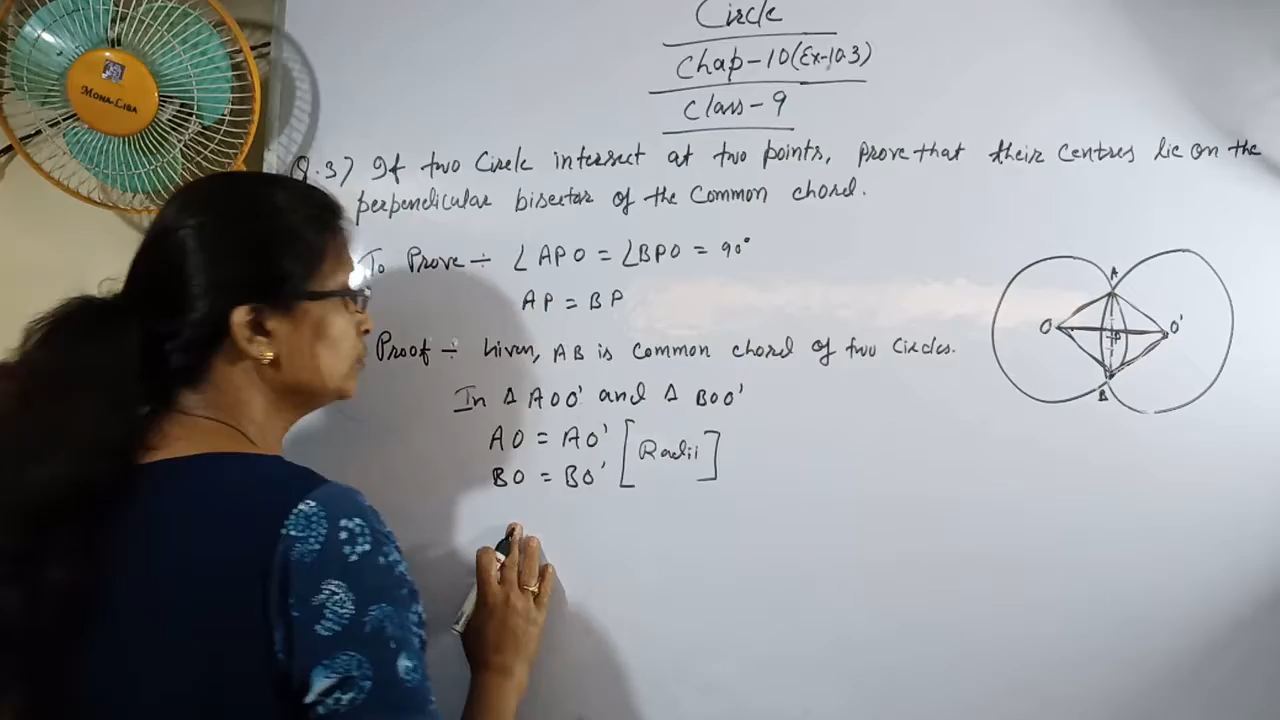 MONA-LISA
Circle
Chap-10(Ex-10.3)
Class-9
Q.3) If two Circle intersect at two points, prove that their centres lie on the
perpendicular bisector of the Common chord.
To Prove ÷ ∠APO = ∠BPO = 90°
AP = BP
Proof ÷ Given, AB is Common chord of two Circles.
In Δ AOO' and Δ BOO'
AO = AO' [Radii]
BO = BO'
A
O
P
O'
B